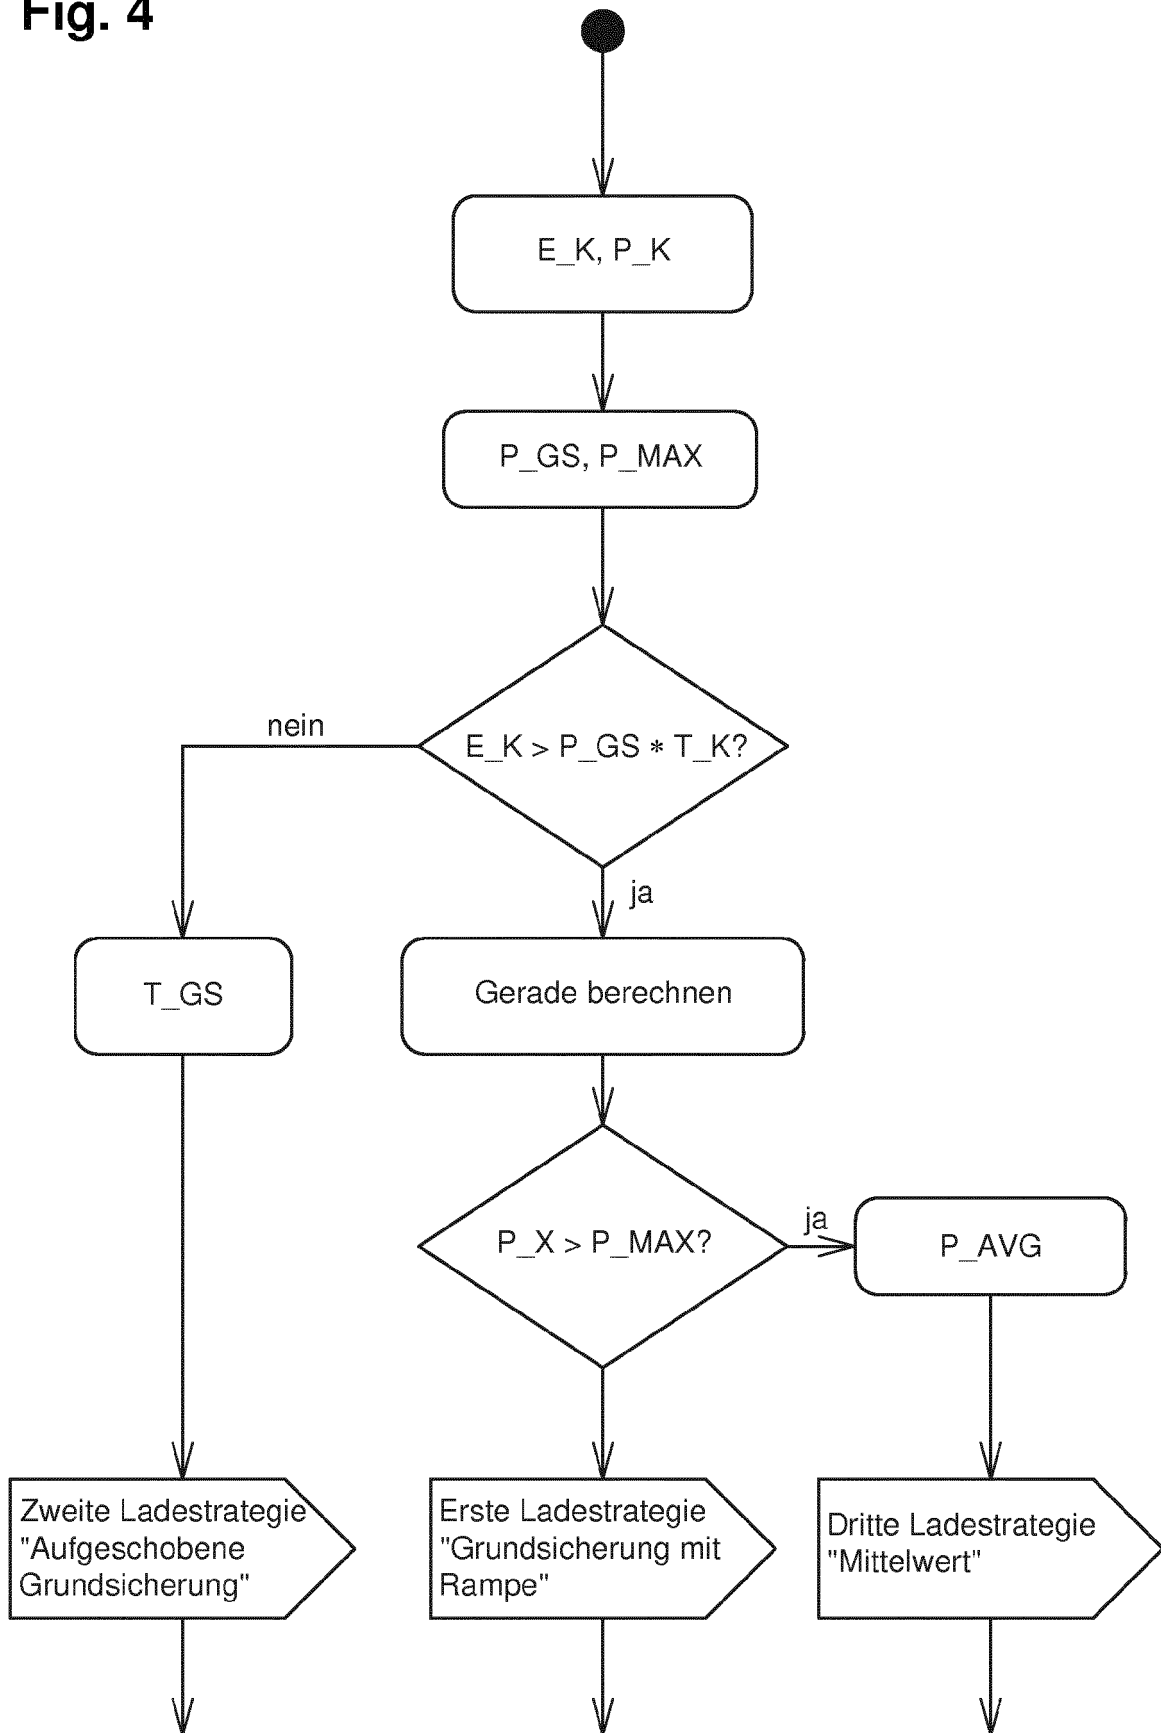 Fig. 4
E_K, P_K
P_GS, P_MAX
nein
E_K > P_GS * T_K?
ja
T_GS
Gerade berechnen
P_X > P_MAX?
ja
P_AVG
Zweite Ladestrategie
"Aufgeschobene
Grundsicherung"
Erste Ladestrategie
"Grundsicherung mit
Rampe"
Dritte Ladestrategie
"Mittelwert"